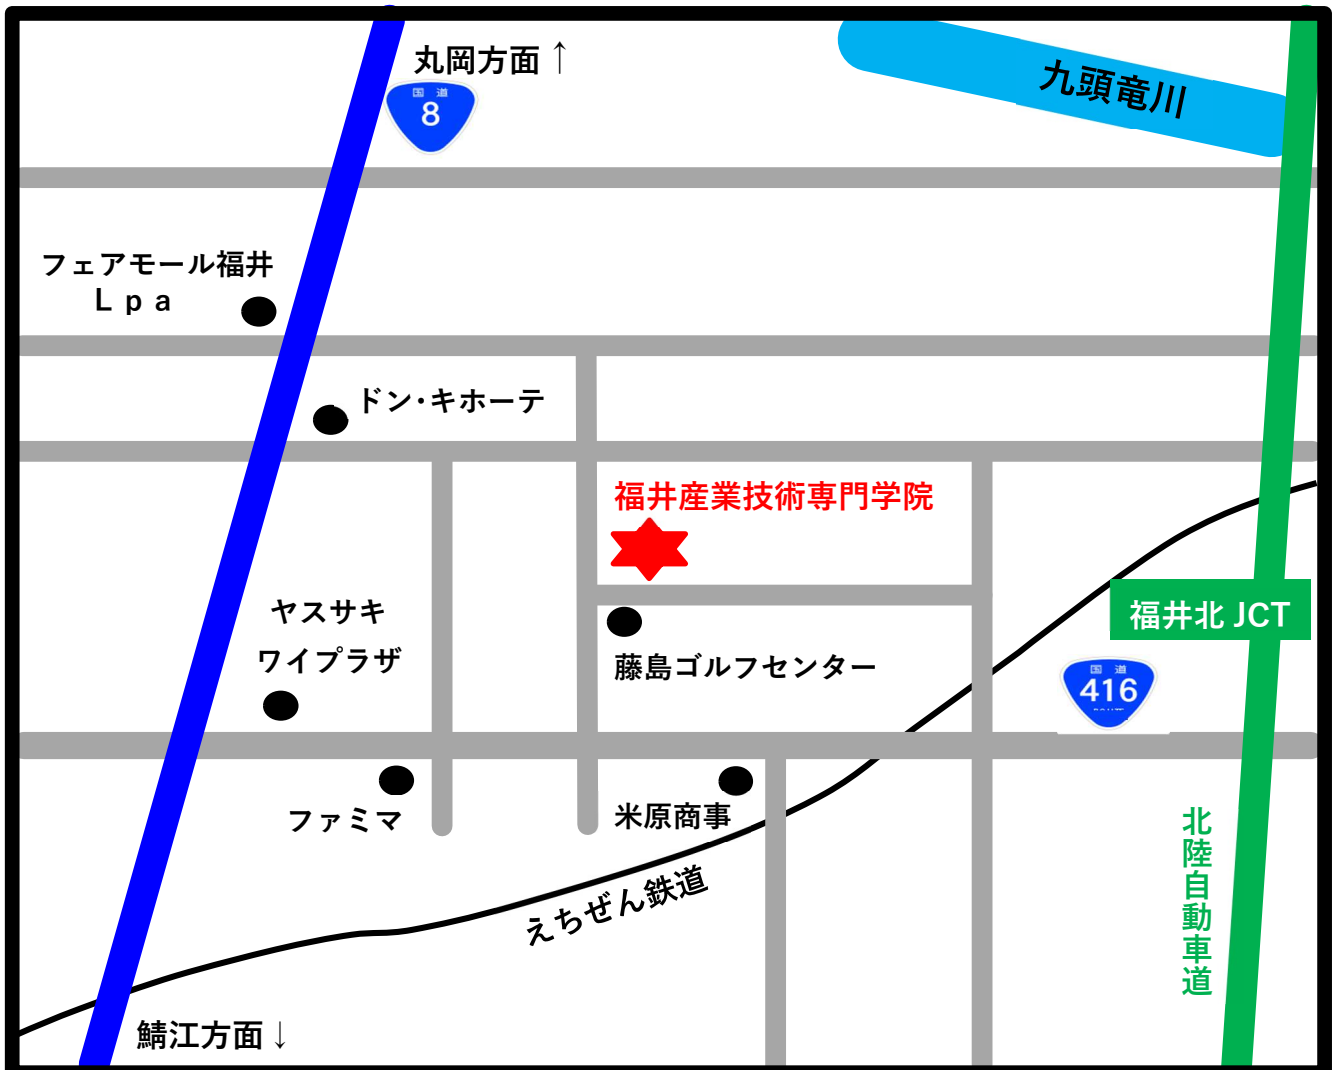 丸岡方面↑
国道
8
九頭竜川
フェアモール福井
Ｌｐａ
ドン・キホーテ
福井産業技術専門学院
ヤスサキ
ワイプラザ
藤島ゴルフセンター
福井北 JCT
国道
416
ファミマ
米原商事
えちぜん鉄道
北陸自動車道
鯖江方面↓